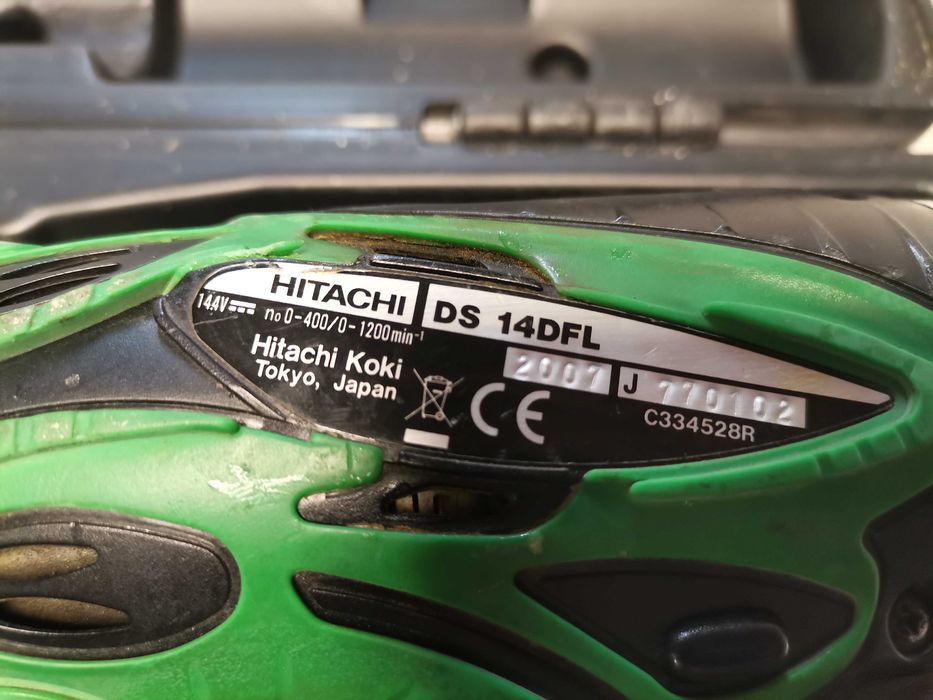 HITACHI
DS 14DFL
14.4V
no 0-400/0-1200min-1
Hitachi Koki
Tokyo, Japan
2007
J 770102
CE
C334528R